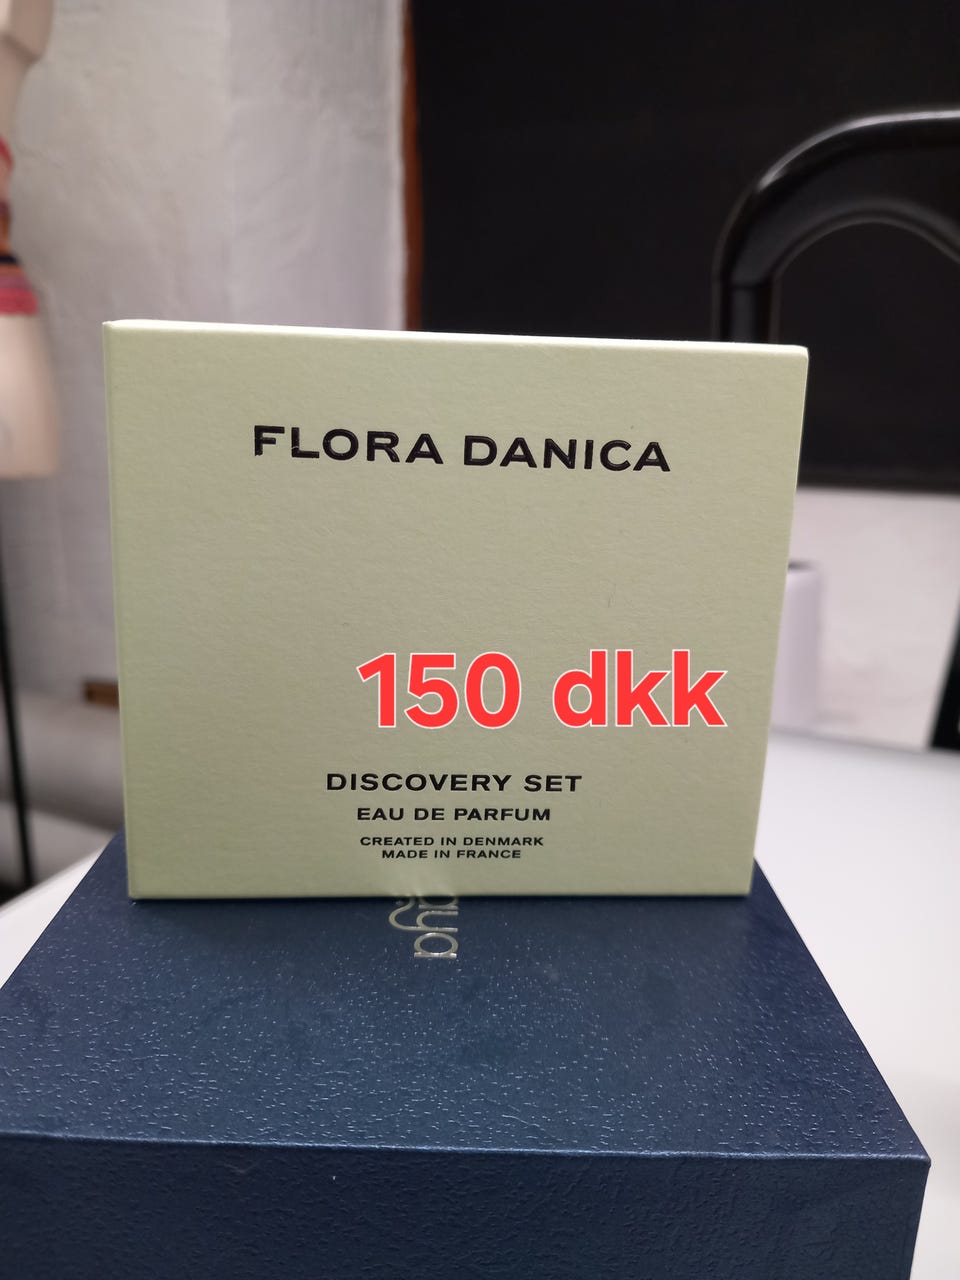 FLORA DANICA
150 dkk
DISCOVERY SET
EAU DE PARFUM
CREATED IN DENMARK
MADE IN FRANCE